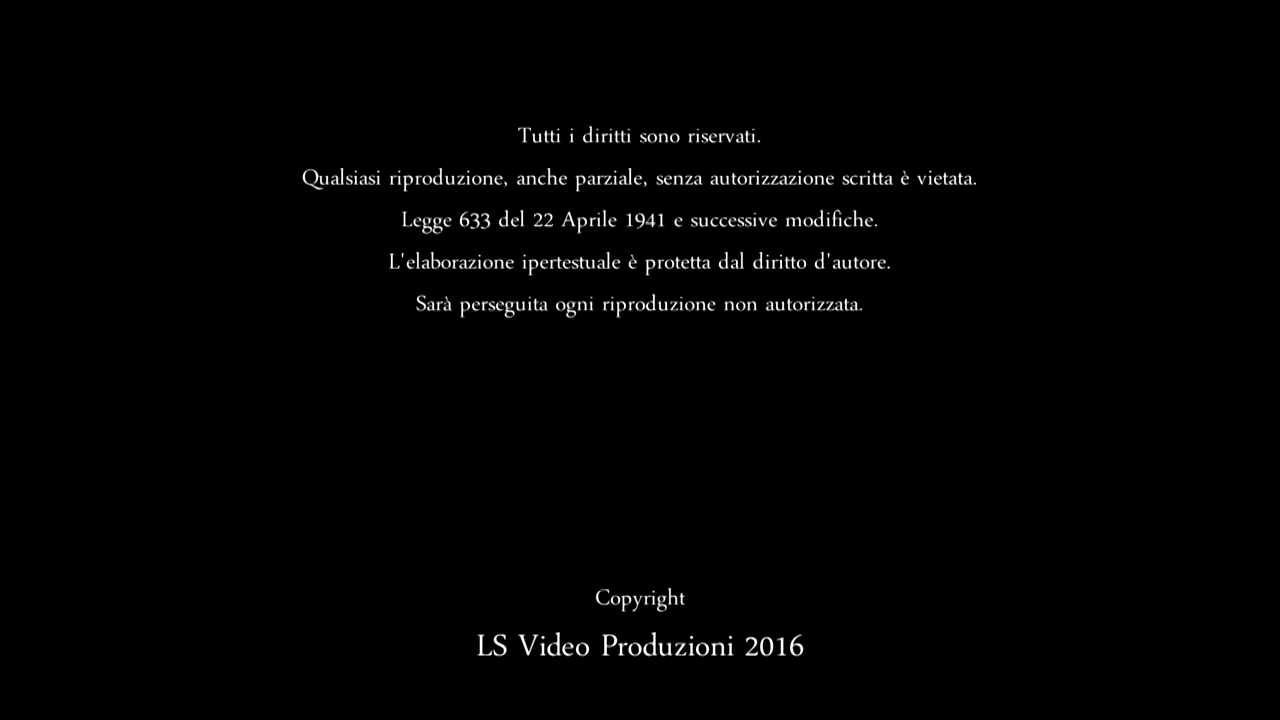 Tutti i diritti sono riservati.
Qualsiasi riproduzione, anche parziale, senza autorizzazione scritta è vietata.
Legge 633 del 22 Aprile 1941 e successive modifiche.
L'elaborazione ipertestuale è protetta dal diritto d'autore.
Sarà perseguita ogni riproduzione non autorizzata.
Copyright
LS Video Produzioni 2016